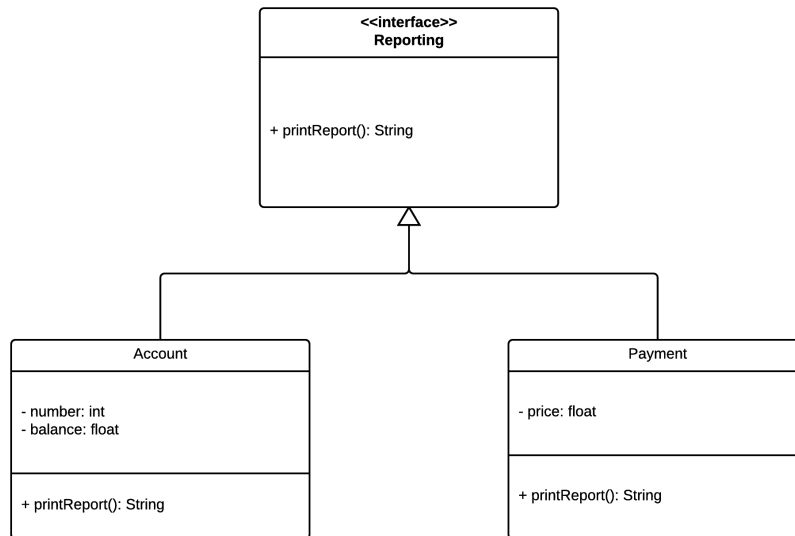 <<interface>>
Reporting
+ printReport(): String
Account
- number: int
- balance: float
+ printReport(): String
Payment
- price: float
+ printReport(): String